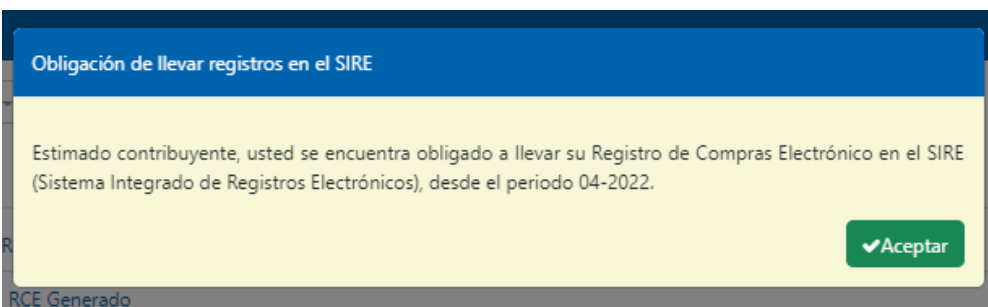 Obligación de llevar registros en el SIRE
Estimado contribuyente, usted se encuentra obligado a llevar su Registro de Compras Electrónico en el SIRE
(Sistema Integrado de Registros Electrónicos), desde el periodo 04-2022.
Aceptar
R
RCE Generado